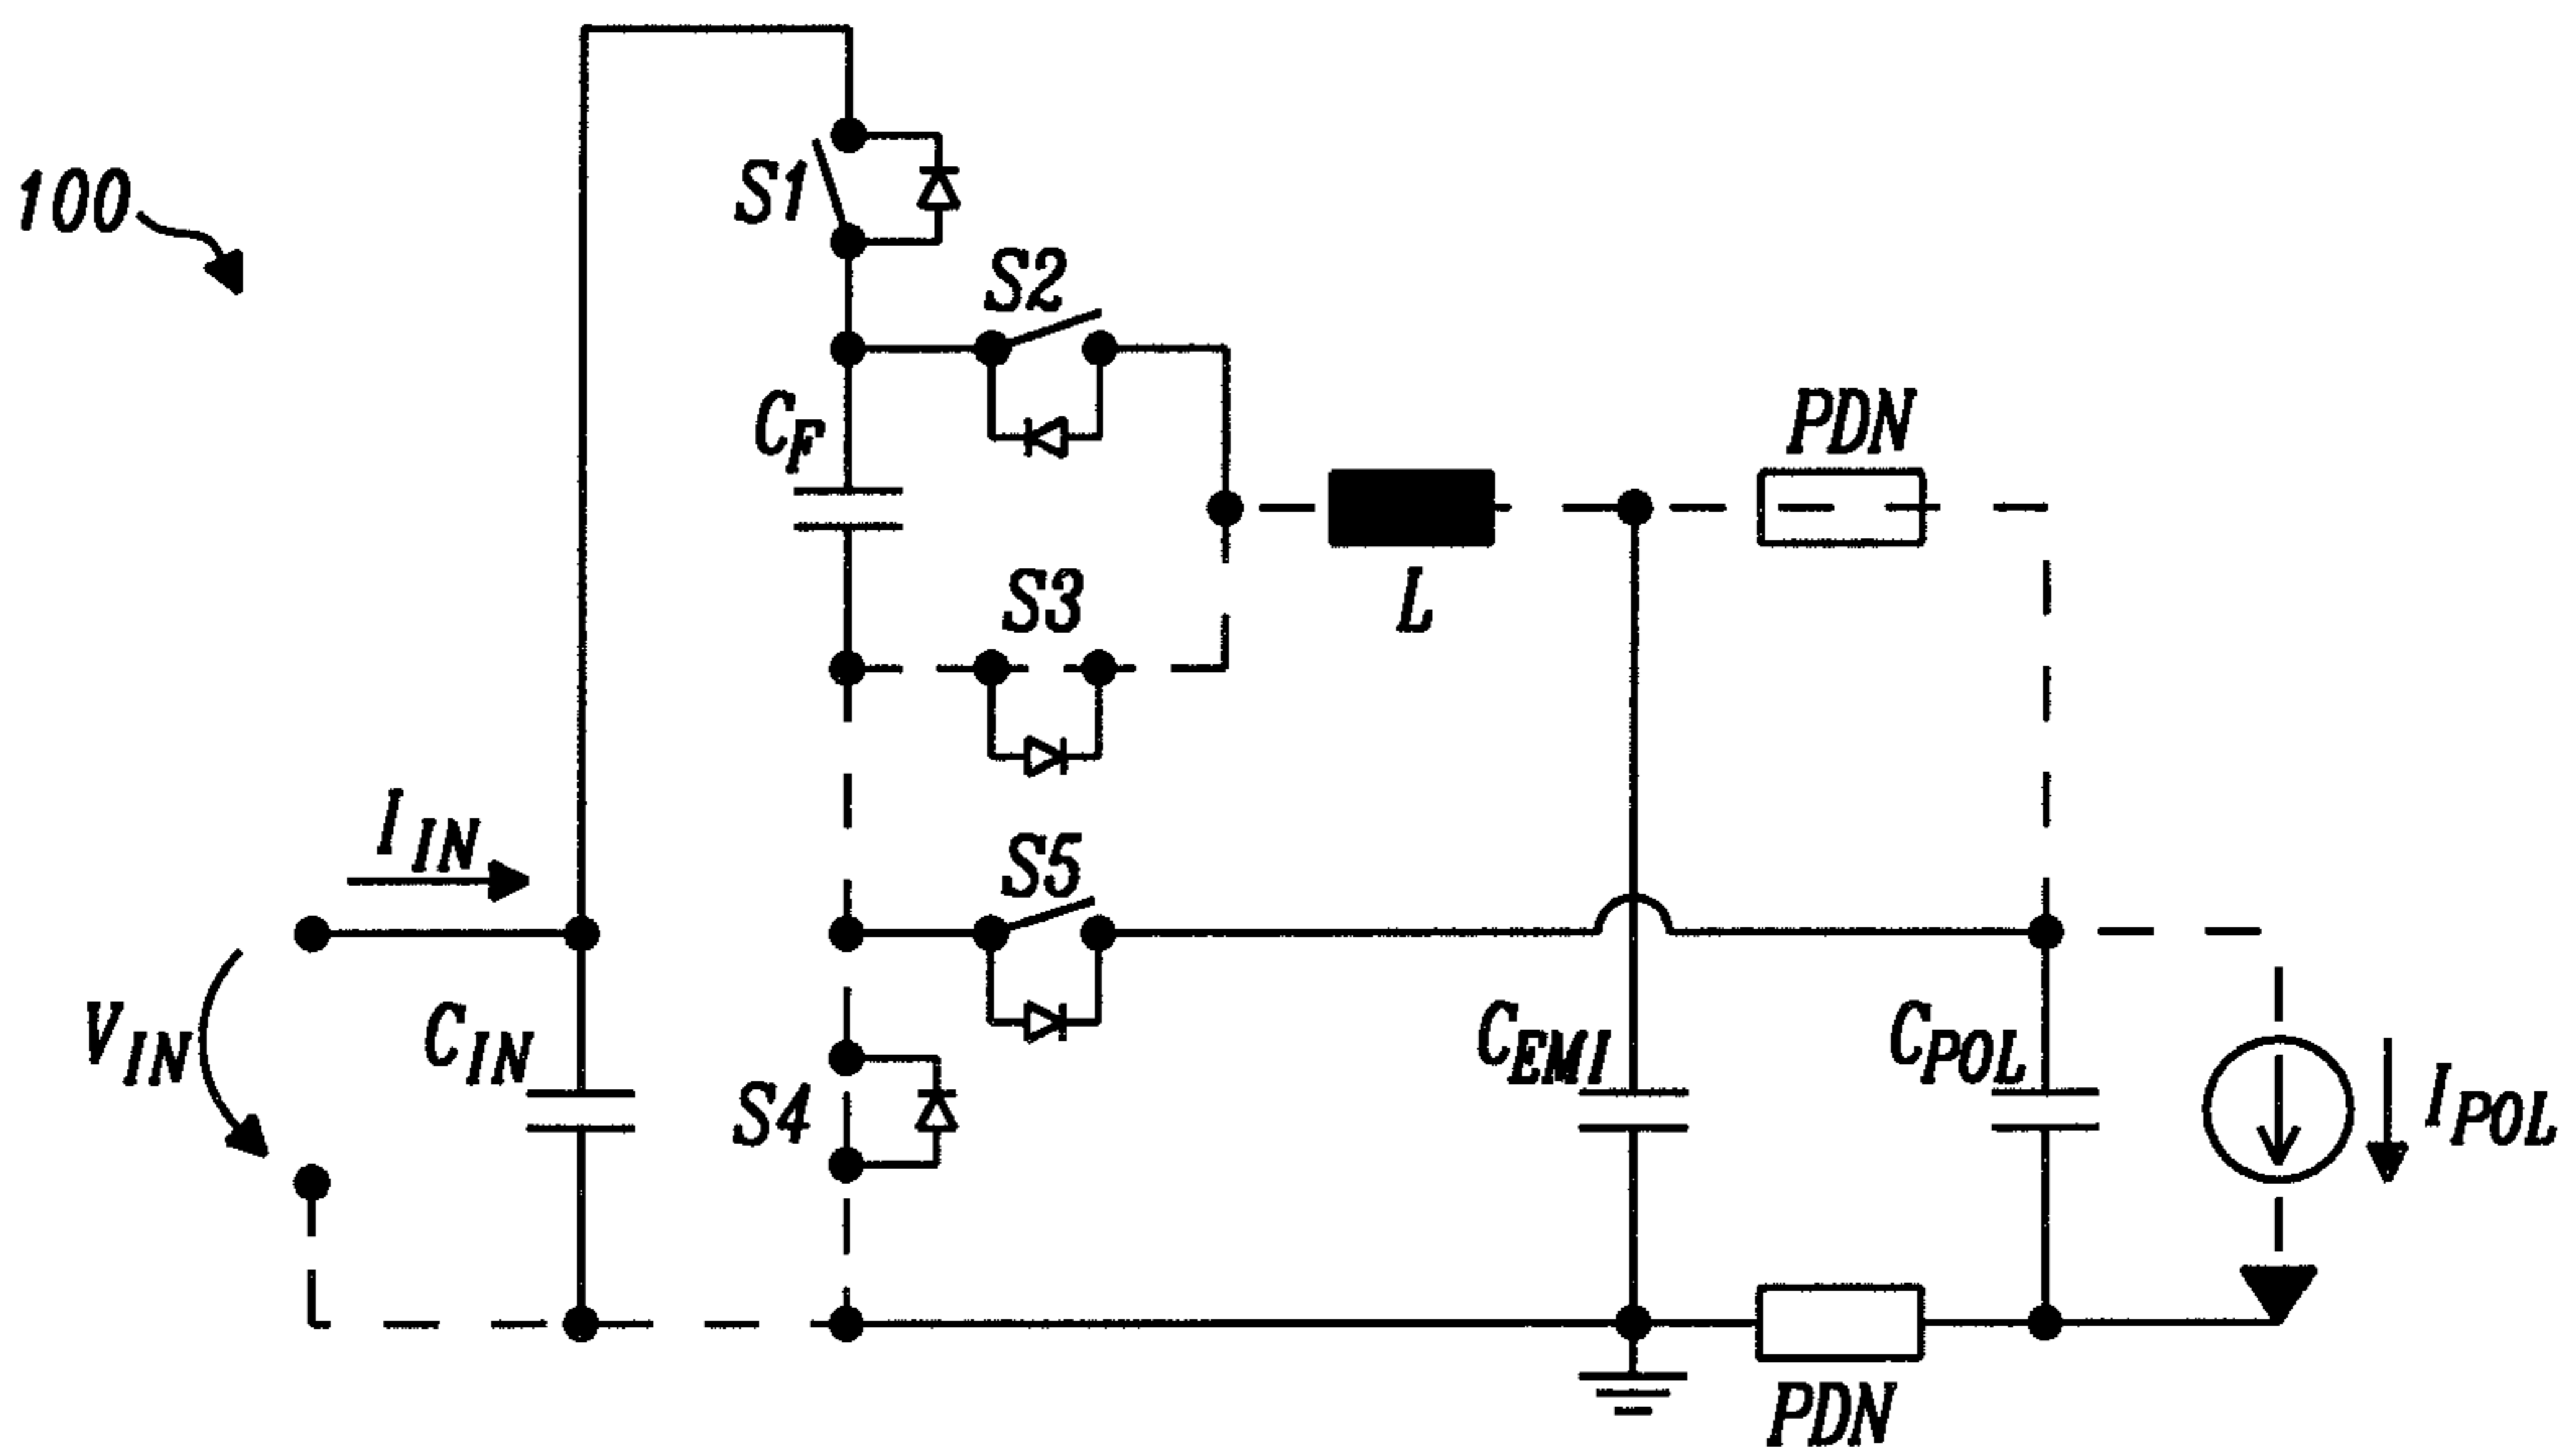 100
S1
S2
C_F
PDN
S3
L
I_IN
S5
V_IN
C_IN
S4
C_EMI
C_POL
I_POL
PDN